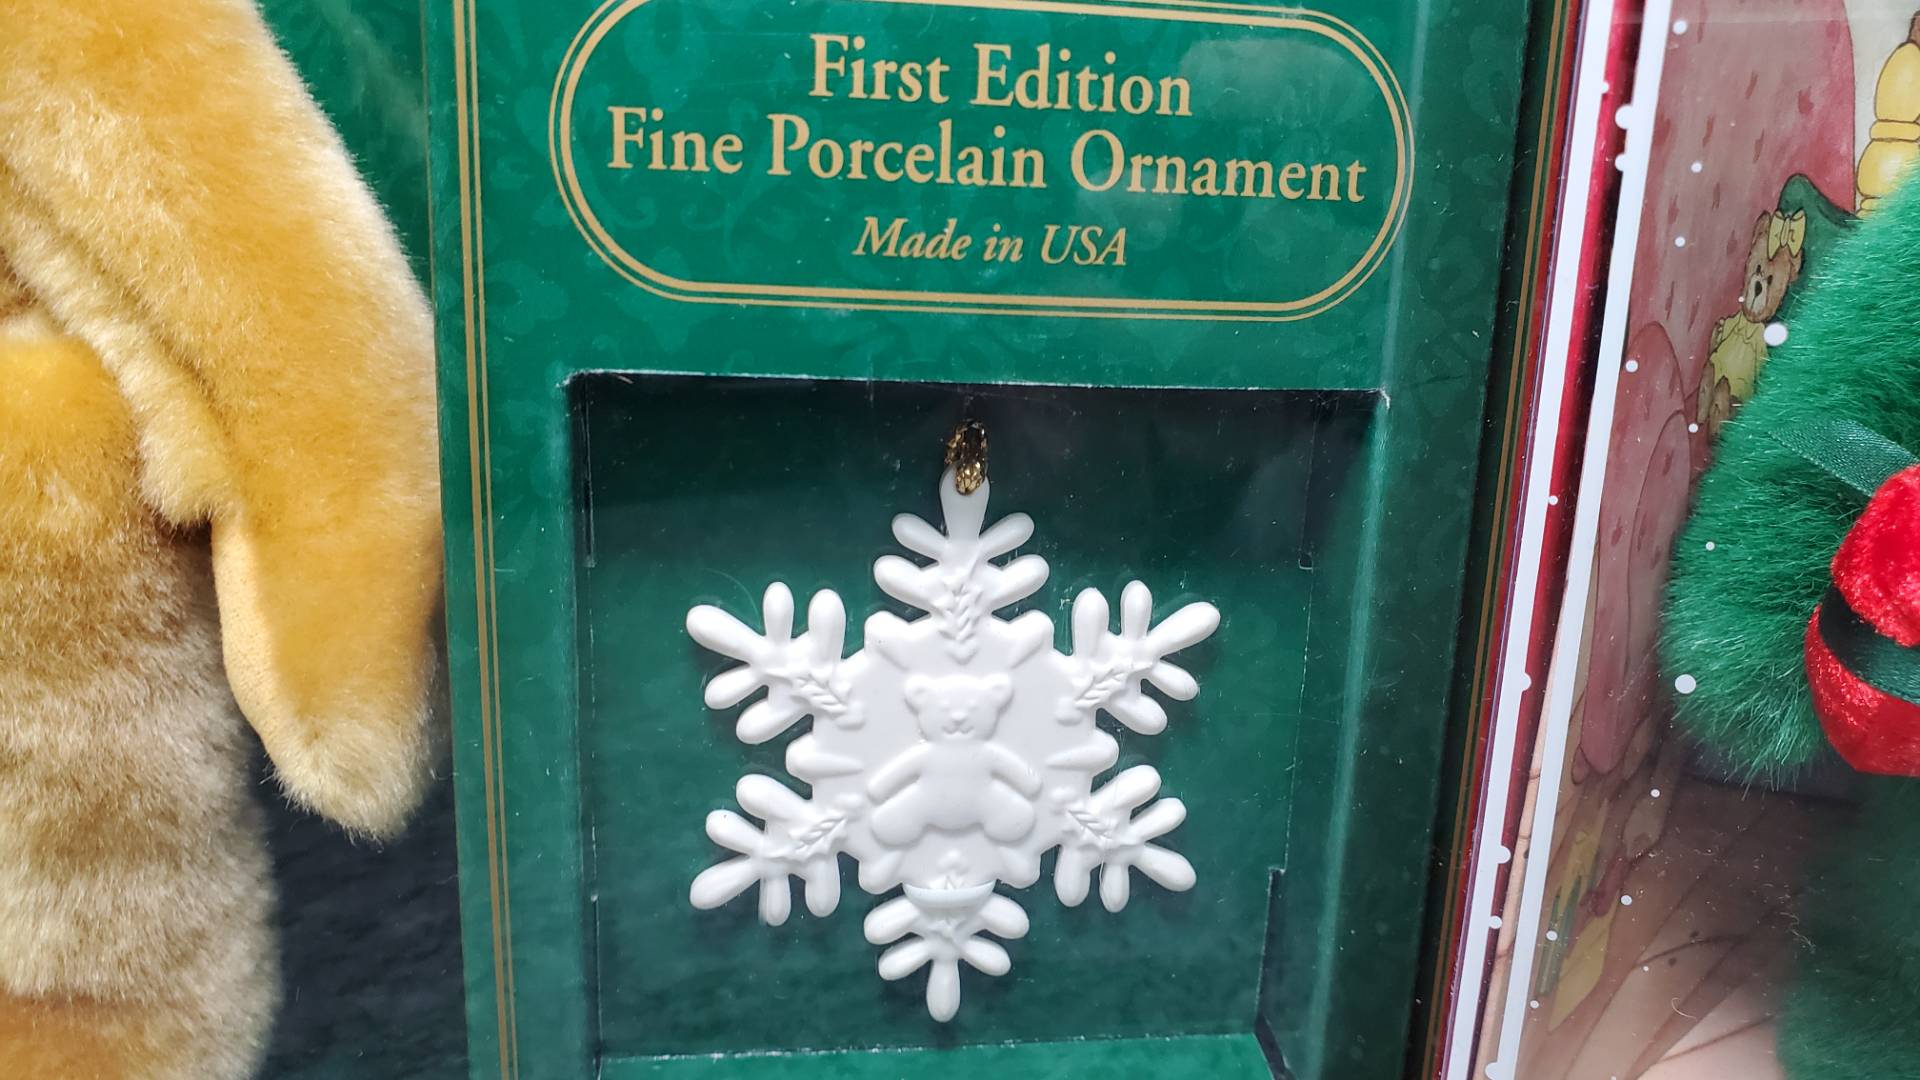 First Edition
Fine Porcelain Ornament
Made in USA